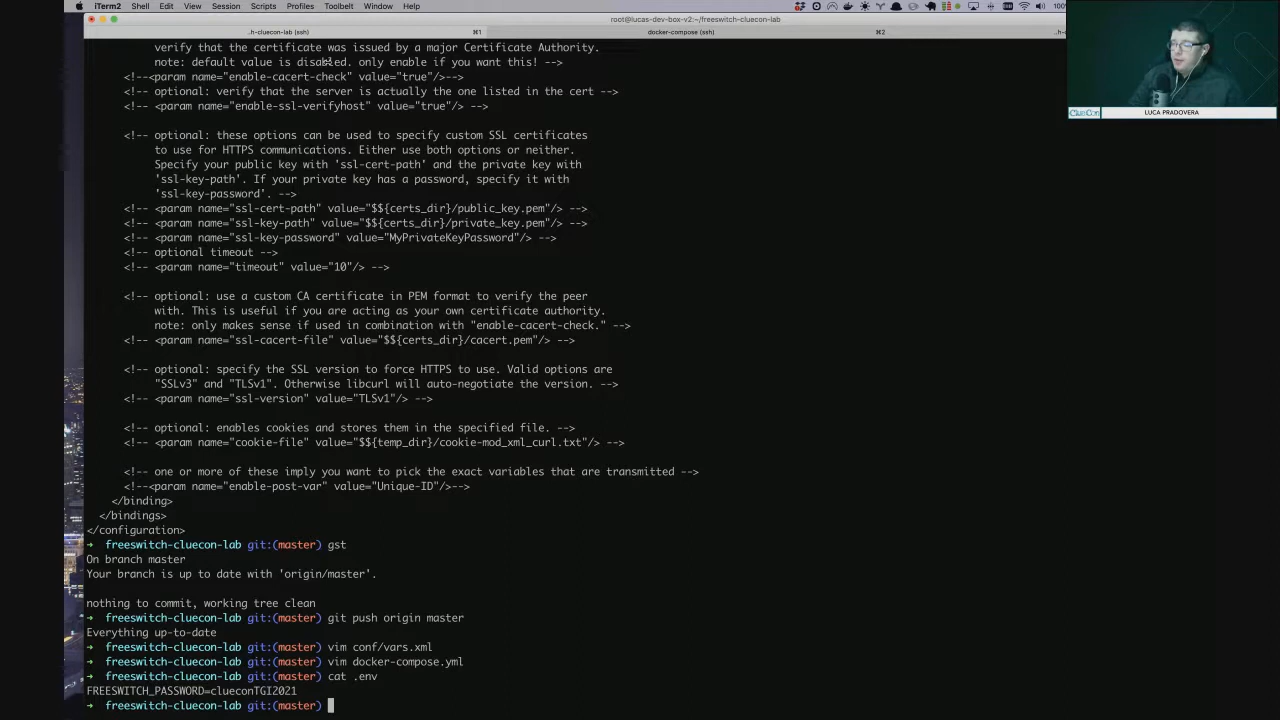 iTerm2 Shell Edit View Session Scripts Profiles Toolbelt Window Help
root@lucas-dev-box-v2:~/freeswitch-cluecon-lab
..h-cluecon-lab (ssh) ⌘1 docker-compose (ssh) ⌘2
verify that the certificate was issued by a major Certificate Authority.
note: default value is disabled. only enable if you want this! -->
<!--<param name="enable-cacert-check" value="true"/>-->
<!-- optional: verify that the server is actually the one listed in the cert -->
<!-- <param name="enable-ssl-verifyhost" value="true"/> -->
<!-- optional: these options can be used to specify custom SSL certificates
to use for HTTPS communications. Either use both options or neither.
Specify your public key with 'ssl-cert-path' and the private key with
'ssl-key-path'. If your private key has a password, specify it with
'ssl-key-password'. -->
<!-- <param name="ssl-cert-path" value="$${certs_dir}/public_key.pem"/> -->
<!-- <param name="ssl-key-path" value="$${certs_dir}/private_key.pem"/> -->
<!-- <param name="ssl-key-password" value="MyPrivateKeyPassword"/> -->
<!-- optional timeout -->
<!-- <param name="timeout" value="10"/> -->
<!-- optional: use a custom CA certificate in PEM format to verify the peer
with. This is useful if you are acting as your own certificate authority.
note: only makes sense if used in combination with "enable-cacert-check." -->
<!-- <param name="ssl-cacert-file" value="$${certs_dir}/cacert.pem"/> -->
<!-- optional: specify the SSL version to force HTTPS to use. Valid options are
"SSLv3" and "TLSv1". Otherwise libcurl will auto-negotiate the version. -->
<!-- <param name="ssl-version" value="TLSv1"/> -->
<!-- optional: enables cookies and stores them in the specified file. -->
<!-- <param name="cookie-file" value="$${temp_dir}/cookie-mod_xml_curl.txt"/> -->
<!-- one or more of these imply you want to pick the exact variables that are transmitted -->
<!--<param name="enable-post-var" value="Unique-ID"/>-->
</binding>
</bindings>
</configuration>
➜ freeswitch-cluecon-lab git:(master) gst
On branch master
Your branch is up to date with 'origin/master'.
nothing to commit, working tree clean
➜ freeswitch-cluecon-lab git:(master) git push origin master
Everything up-to-date
➜ freeswitch-cluecon-lab git:(master) vim conf/vars.xml
➜ freeswitch-cluecon-lab git:(master) vim docker-compose.yml
➜ freeswitch-cluecon-lab git:(master) cat .env
FREESWITCH_PASSWORD=clueconTGI2021
➜ freeswitch-cluecon-lab git:(master)
ClueCon LUCA PRADOVERA